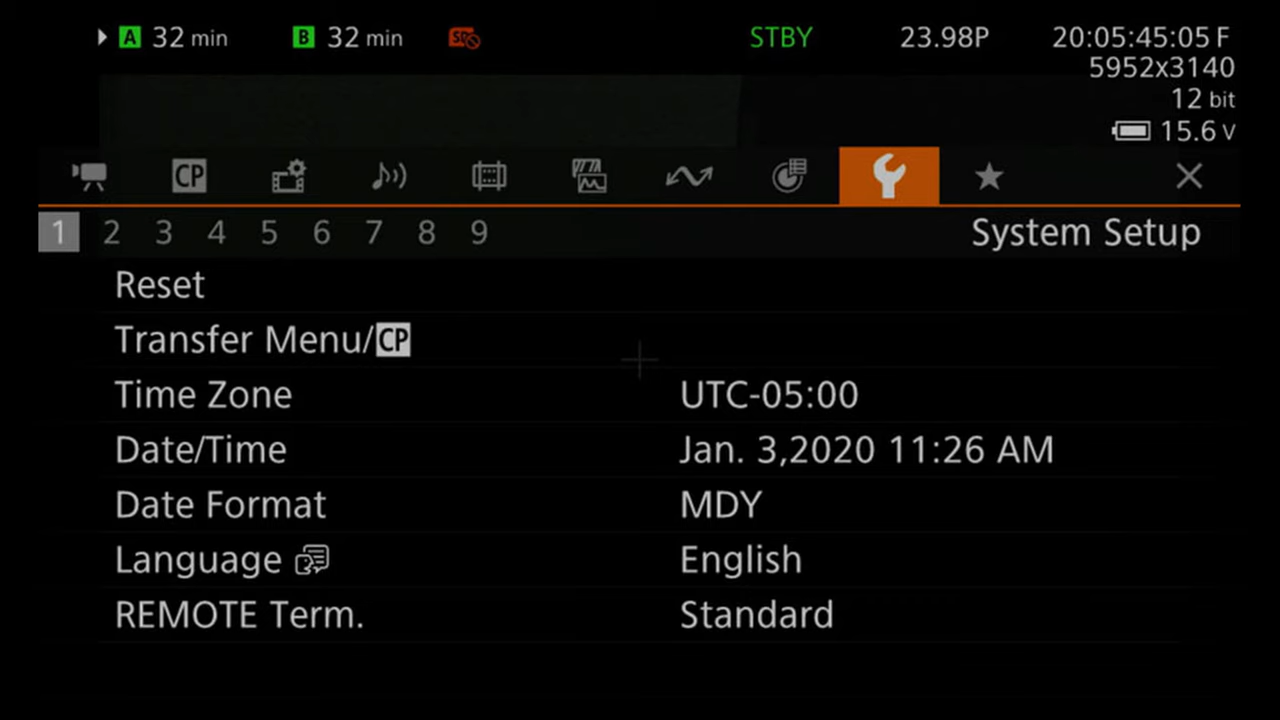 A 32 min B 32 min SD STBY 23.98P 20:05:45:05 F
5952x3140
12 bit
15.6 V
CP
1 2 3 4 5 6 7 8 9 System Setup
Reset
Transfer Menu/CP
Time Zone UTC-05:00
Date/Time Jan. 3,2020 11:26 AM
Date Format MDY
Language English
REMOTE Term. Standard